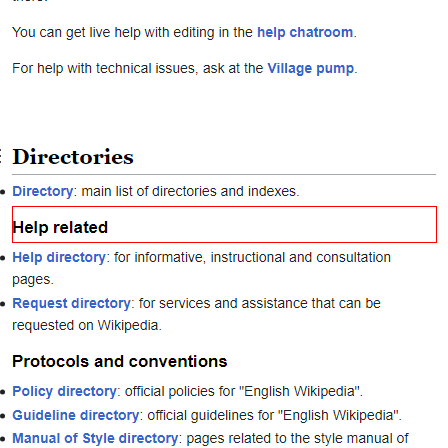 You can get live help with editing in the help chatroom.
For help with technical issues, ask at the Village pump.
Directories
Directory: main list of directories and indexes.
Help related
Help directory: for informative, instructional and consultation
pages.
Request directory: for services and assistance that can be
requested on Wikipedia.
Protocols and conventions
Policy directory: official policies for "English Wikipedia".
Guideline directory: official guidelines for "English Wikipedia".
Manual of Style directory: pages related to the style manual of